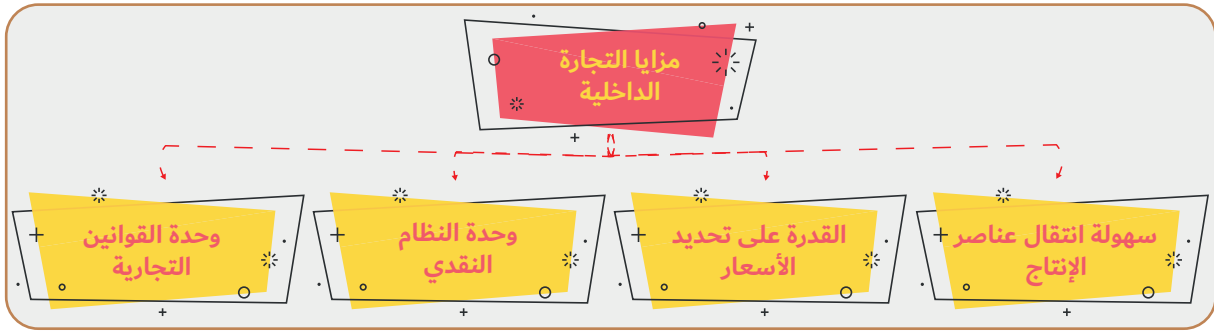 مزايا التجارة
الداخلية
سهولة انتقال عناصر
الإنتاج
القدرة على تحديد
الأسعار
وحدة النظام
النقدي
وحدة القوانين
التجارية